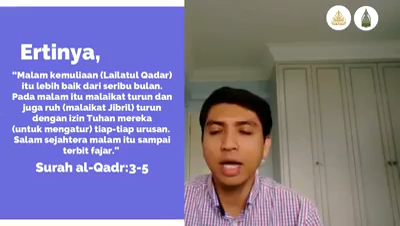 Ertinya,
"Malam kemuliaan (Lailatul Qadar)
itu lebih baik dari seribu bulan.
Pada malam itu malaikat turun dan
juga ruh (malaikat Jibril) turun
dengan izin Tuhan mereka
(untuk mengatur) tiap-tiap urusan.
Salam sejahtera malam itu sampai
terbit fajar."
Surah al-Qadr:3-5